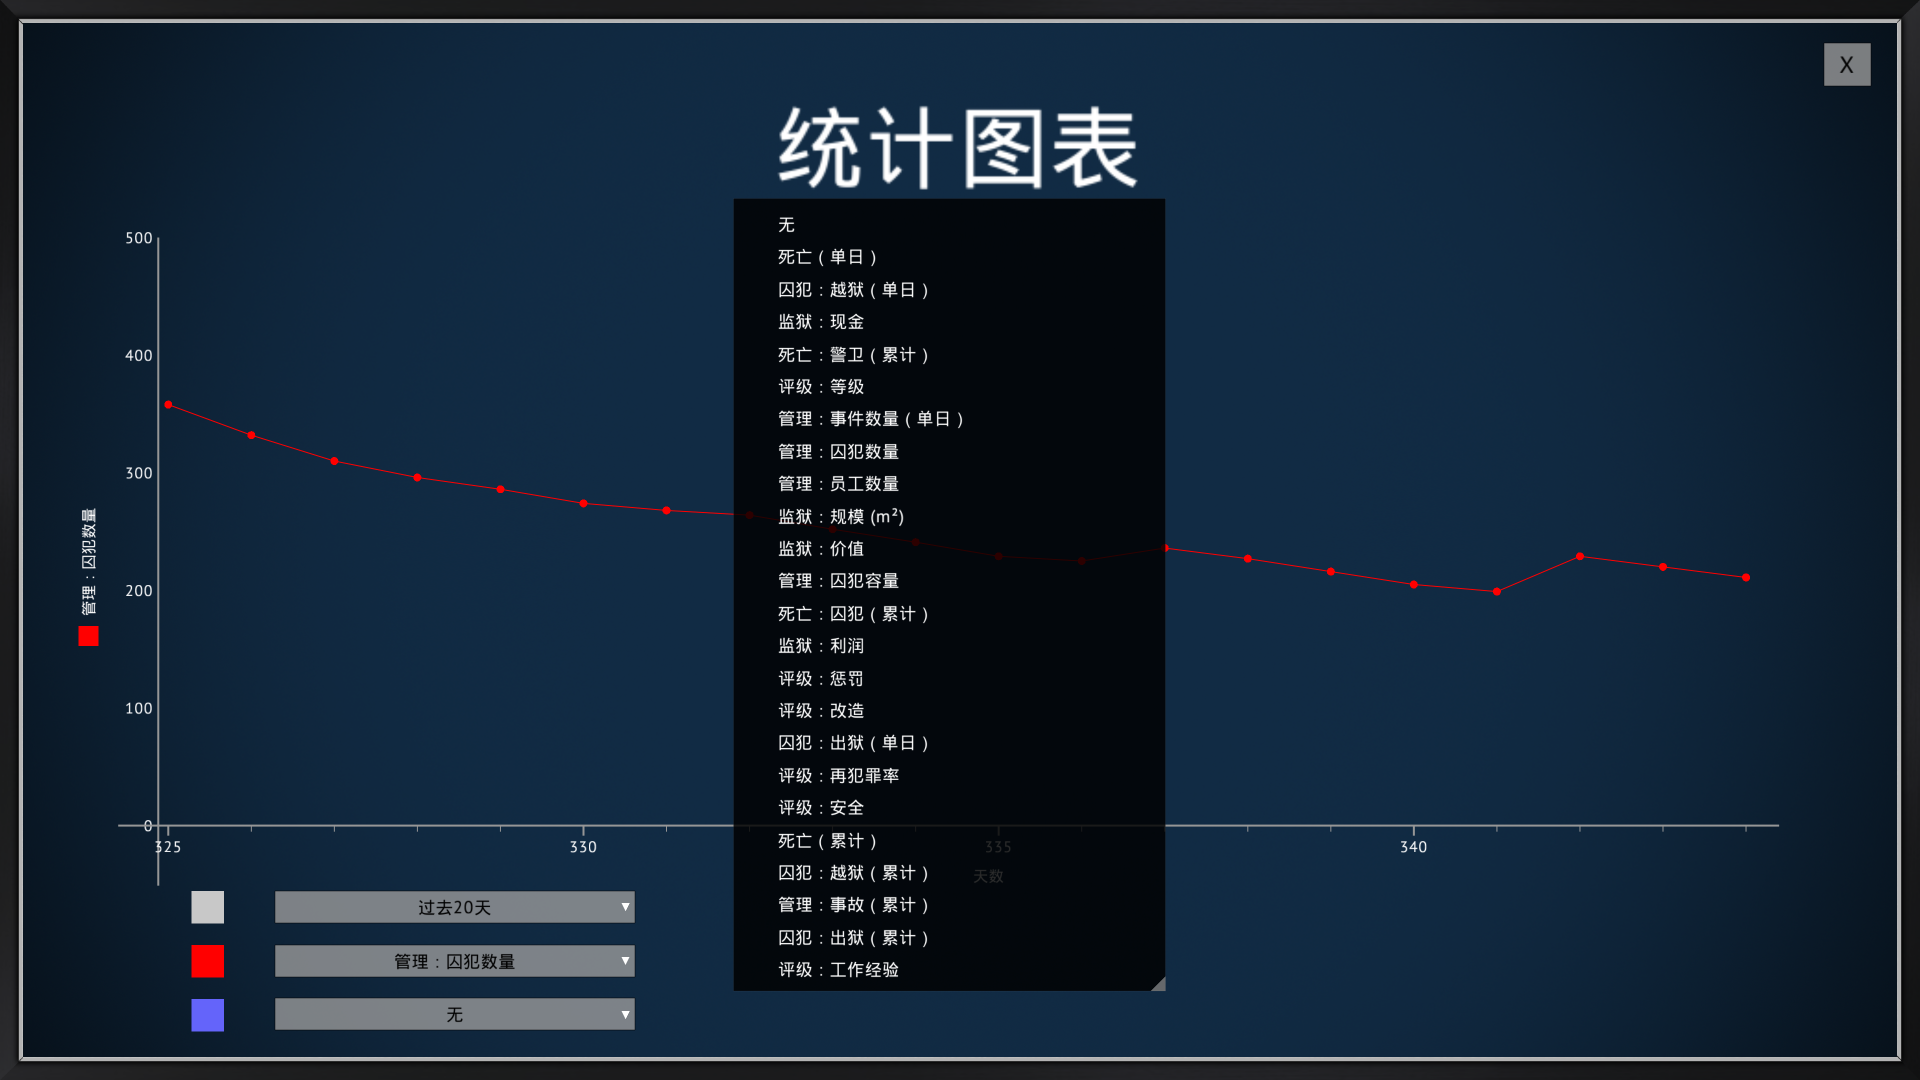 X
统计图表
无
死亡（单日）
囚犯：越狱（单日）
监狱：现金
死亡：警卫（累计）
评级：等级
管理：事件数量（单日）
管理：囚犯数量
管理：员工数量
监狱：规模 (m²)
监狱：价值
管理：囚犯容量
死亡：囚犯（累计）
监狱：利润
评级：惩罚
评级：改造
囚犯：出狱（单日）
评级：再犯罪率
评级：安全
死亡（累计）
囚犯：越狱（累计）
管理：事故（累计）
囚犯：出狱（累计）
评级：工作经验
500
400
300
200
100
0
管理：囚犯数量
325
330
335
340
天数
过去20天
管理：囚犯数量
无